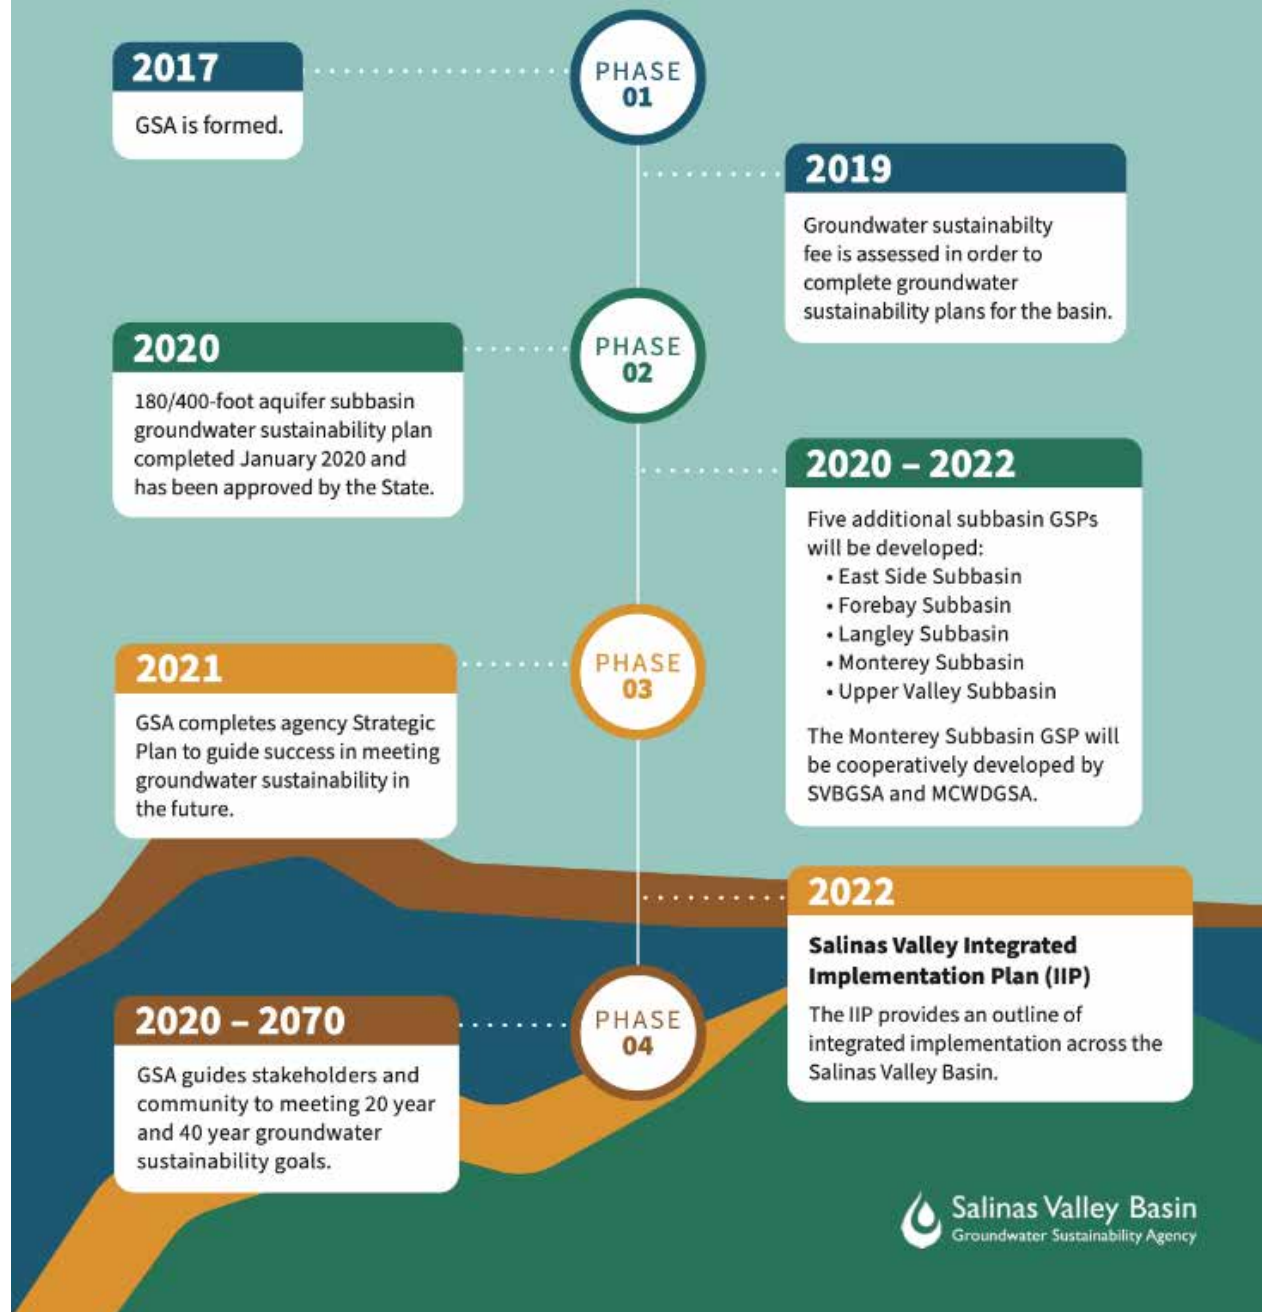 PHASE
01
2017
GSA is formed.
2019
Groundwater sustainabilty
fee is assessed in order to
complete groundwater
sustainability plans for the basin.
PHASE
02
2020
180/400-foot aquifer subbasin
groundwater sustainability plan
completed January 2020 and
has been approved by the State.
2020 – 2022
Five additional subbasin GSPs
will be developed:
• East Side Subbasin
• Forebay Subbasin
• Langley Subbasin
• Monterey Subbasin
• Upper Valley Subbasin
The Monterey Subbasin GSP will
be cooperatively developed by
SVBGSA and MCWDGSA.
PHASE
03
2021
GSA completes agency Strategic
Plan to guide success in meeting
groundwater sustainability in
the future.
2022
Salinas Valley Integrated
Implementation Plan (IIP)
The IIP provides an outline of
integrated implementation across the
Salinas Valley Basin.
PHASE
04
2020 – 2070
GSA guides stakeholders and
community to meeting 20 year
and 40 year groundwater
sustainability goals.
Salinas Valley Basin
Groundwater Sustainability Agency